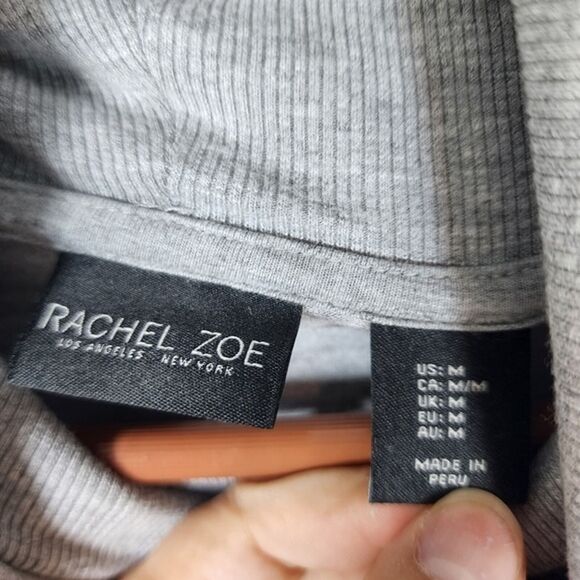 RACHEL ZOE
LOS ANGELES NEW YORK
US: M
CA: M/M
UK: M
EU: M
AU: M
MADE IN
PERU